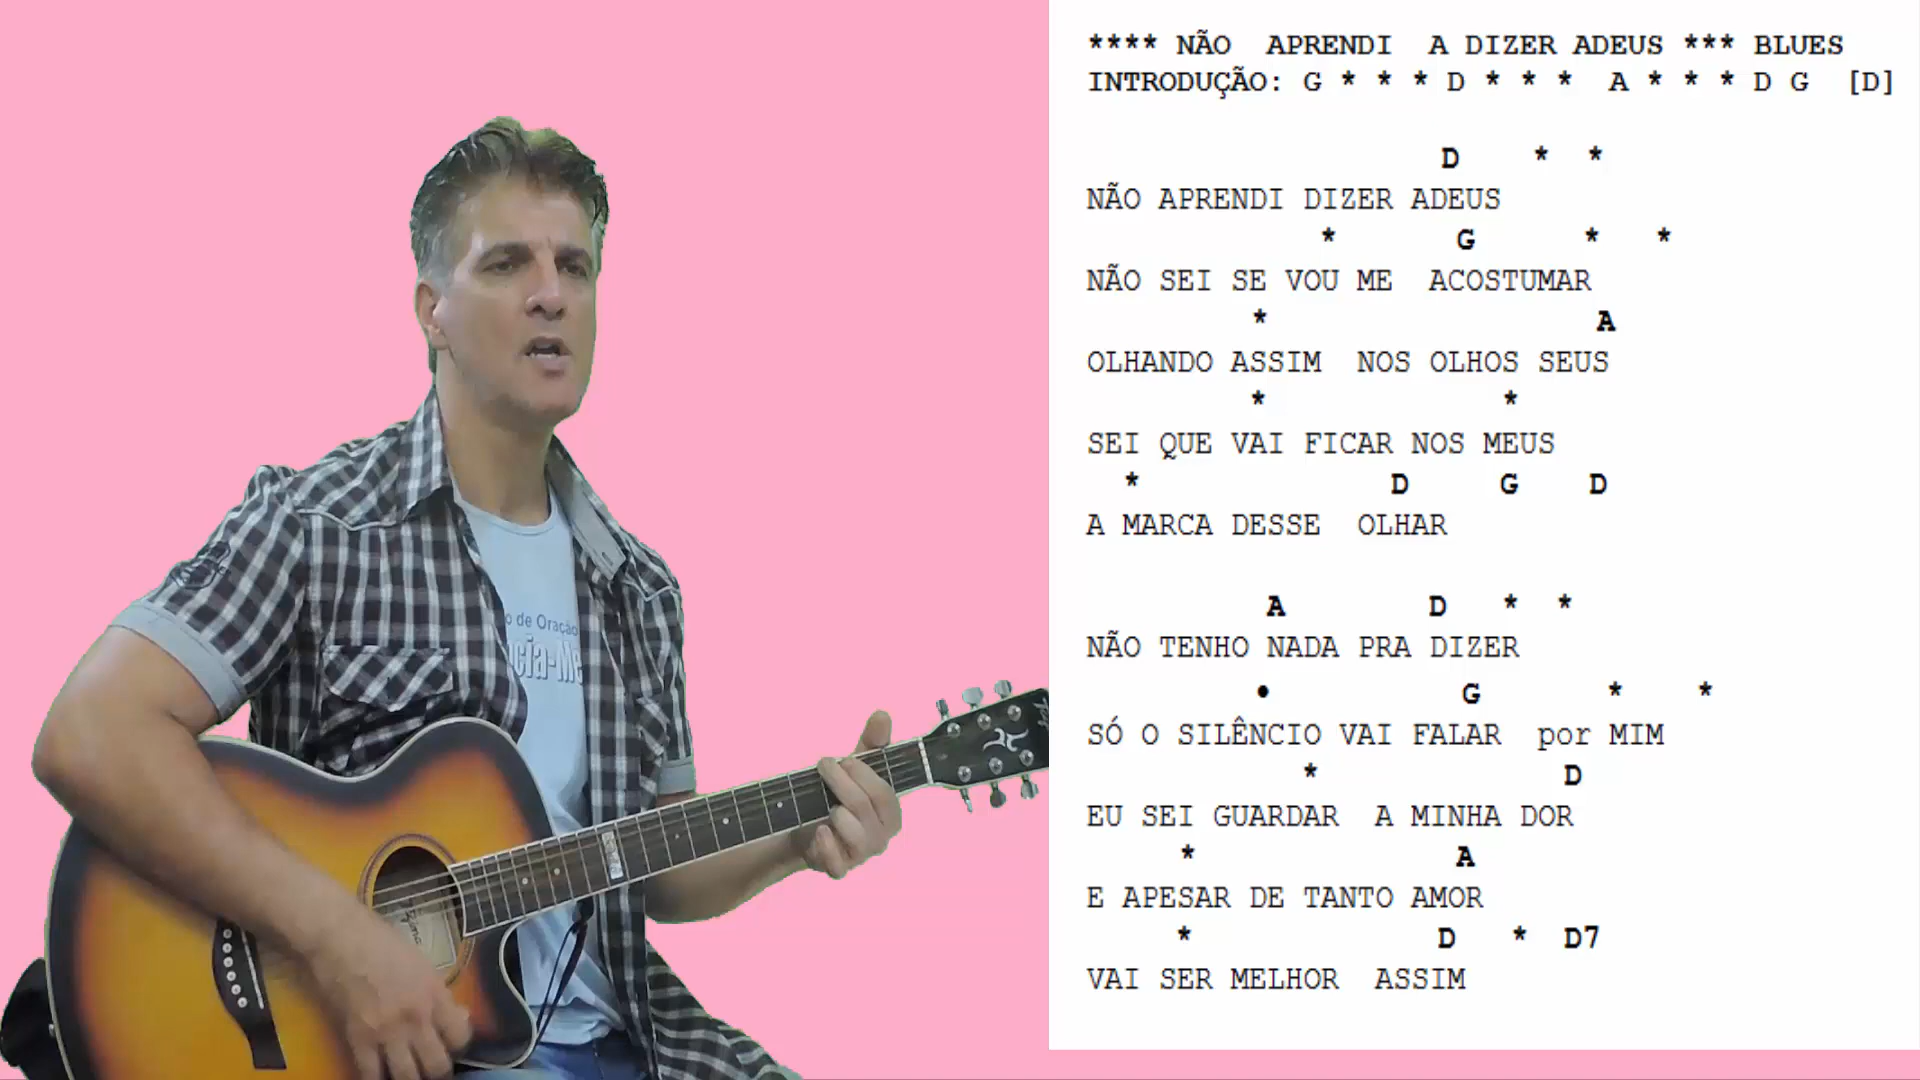 **** NÃO APRENDI A DIZER ADEUS *** BLUES
INTRODUÇÃO: G * * * D * * * A * * * D G [D]
D * *
NÃO APRENDI DIZER ADEUS
* G * *
NÃO SEI SE VOU ME ACOSTUMAR
* A
OLHANDO ASSIM NOS OLHOS SEUS
* *
SEI QUE VAI FICAR NOS MEUS
* D G D
A MARCA DESSE OLHAR
A D * *
NÃO TENHO NADA PRA DIZER
• G * *
SÓ O SILÊNCIO VAI FALAR por MIM
* D
EU SEI GUARDAR A MINHA DOR
* A
E APESAR DE TANTO AMOR
* D * D7
VAI SER MELHOR ASSIM
de Oração